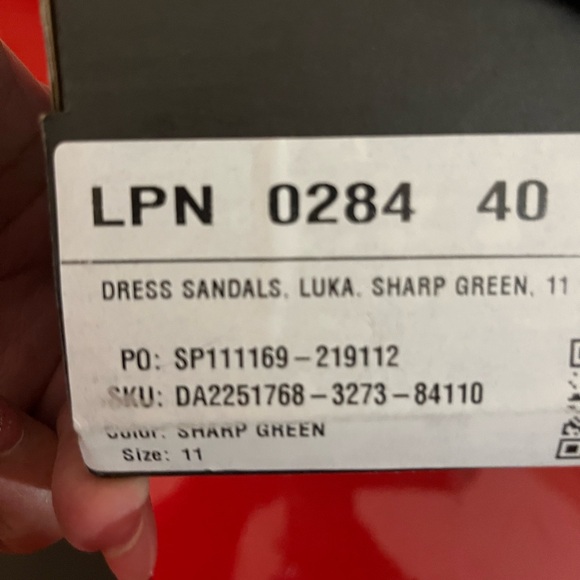 LPN 0284 40
DRESS SANDALS, LUKA, SHARP GREEN, 11
PO: SP111169-219112
SKU: DA2251768-3273-84110
Color: SHARP GREEN
Size: 11